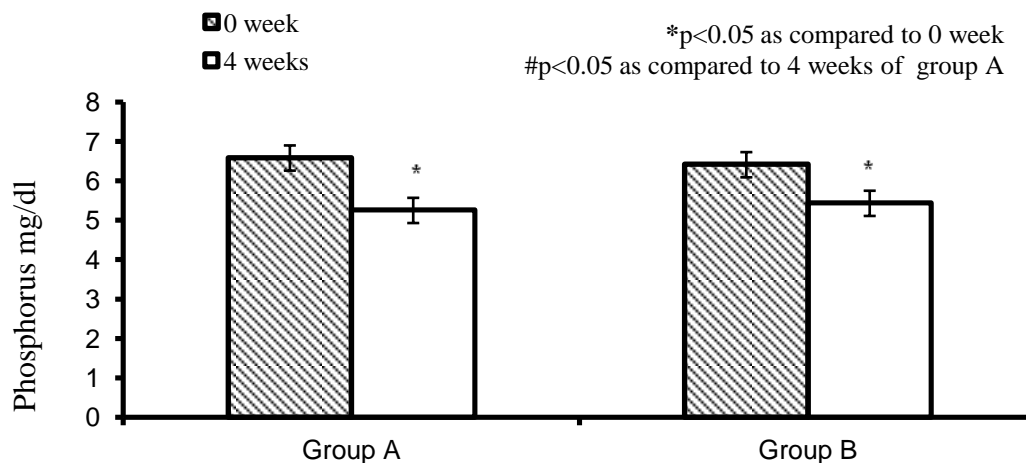 0 week
4 weeks
*p<0.05 as compared to 0 week
#p<0.05 as compared to 4 weeks of group A
Phosphorus mg/dl
8
7
6
5
4
3
2
1
0
*
*
Group A
Group B